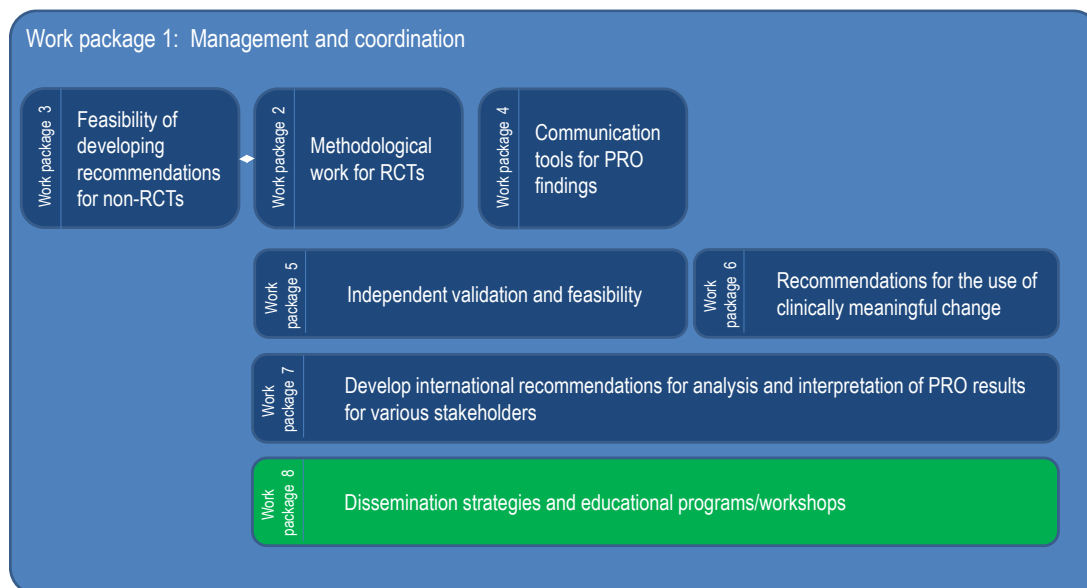 Work package 1:  Management and coordination
Work package 3
Feasibility of
developing
recommendations
for non-RCTs
Work package 2
Methodological
work for RCTs
Work package 4
Communication
tools for PRO
findings
Work
package 5
Independent validation and feasibility
Work
package 6
Recommendations for the use of
clinically meaningful change
Work
package 7
Develop international recommendations for analysis and interpretation of PRO results
for various stakeholders
Work
package 8
Dissemination strategies and educational programs/workshops